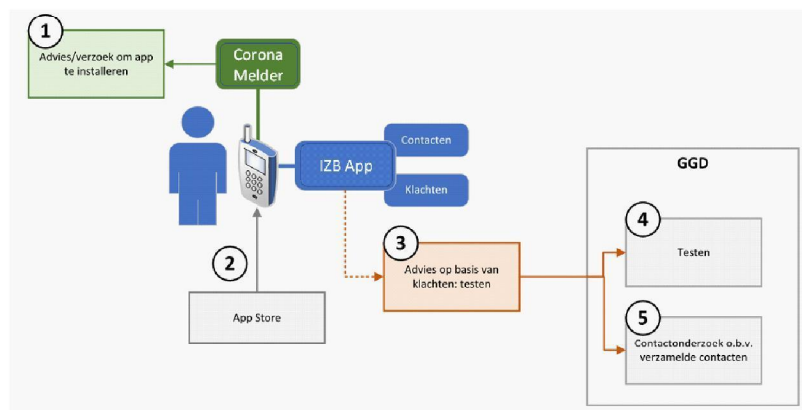 1
Advies/verzoek om app
te installeren
Corona
Melder
IZB App
Contacten
Klachten
2
App Store
3
Advies op basis van
klachten: testen
GGD
4
Testen
5
Contactonderzoek o.b.v.
verzamelde contacten